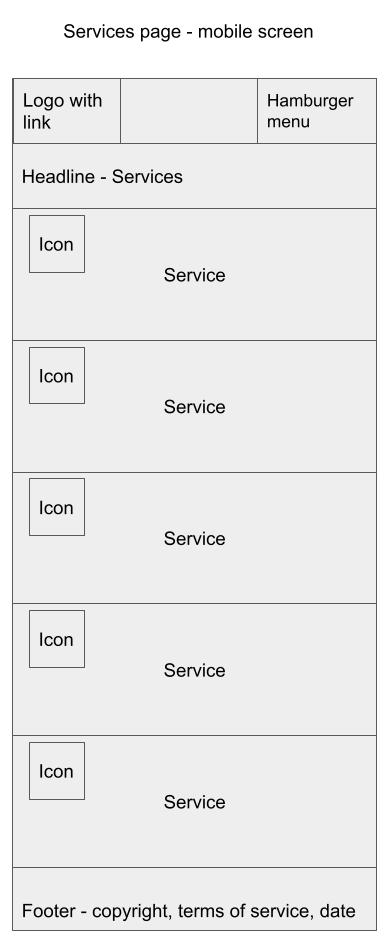 Services page - mobile screen
Logo with
link
Hamburger
menu
Headline - Services
Icon
Service
Icon
Service
Icon
Service
Icon
Service
Icon
Service
Footer - copyright, terms of service, date